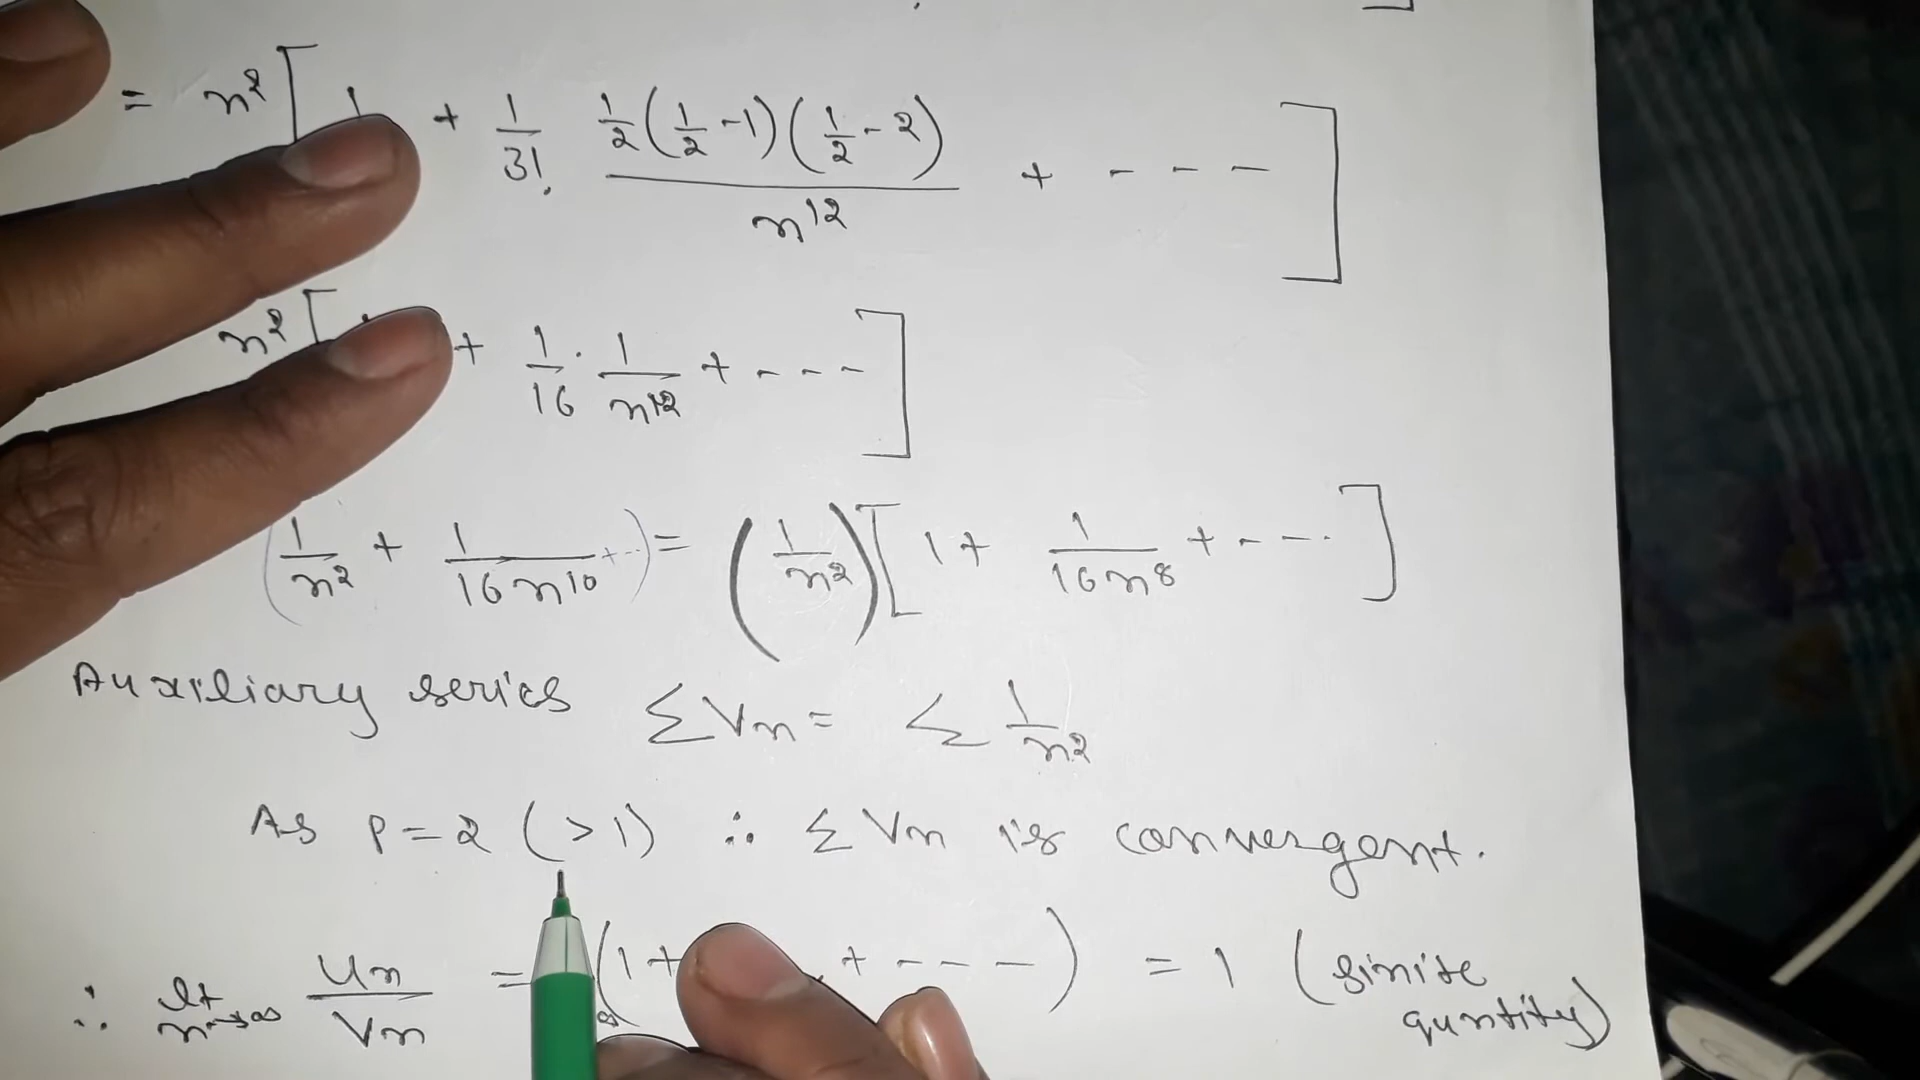 = n² [ 1 + 1/3! ½(½-1)(½-2)/n¹² + - - - ]
n² [ + 1/16 · 1/n¹² + - - - ]
(1/n² + 1/16n¹⁰ + --) = (1/n²) [ 1 + 1/16n⁸ + - -- ]
Auxiliary series ΣVn = Σ 1/n²
As P = 2 (>1) ∴ ΣVn is convergent.
∴ lt n→∞ Un/Vn = (1+ + - - - ) = 1 (finite
quntity)